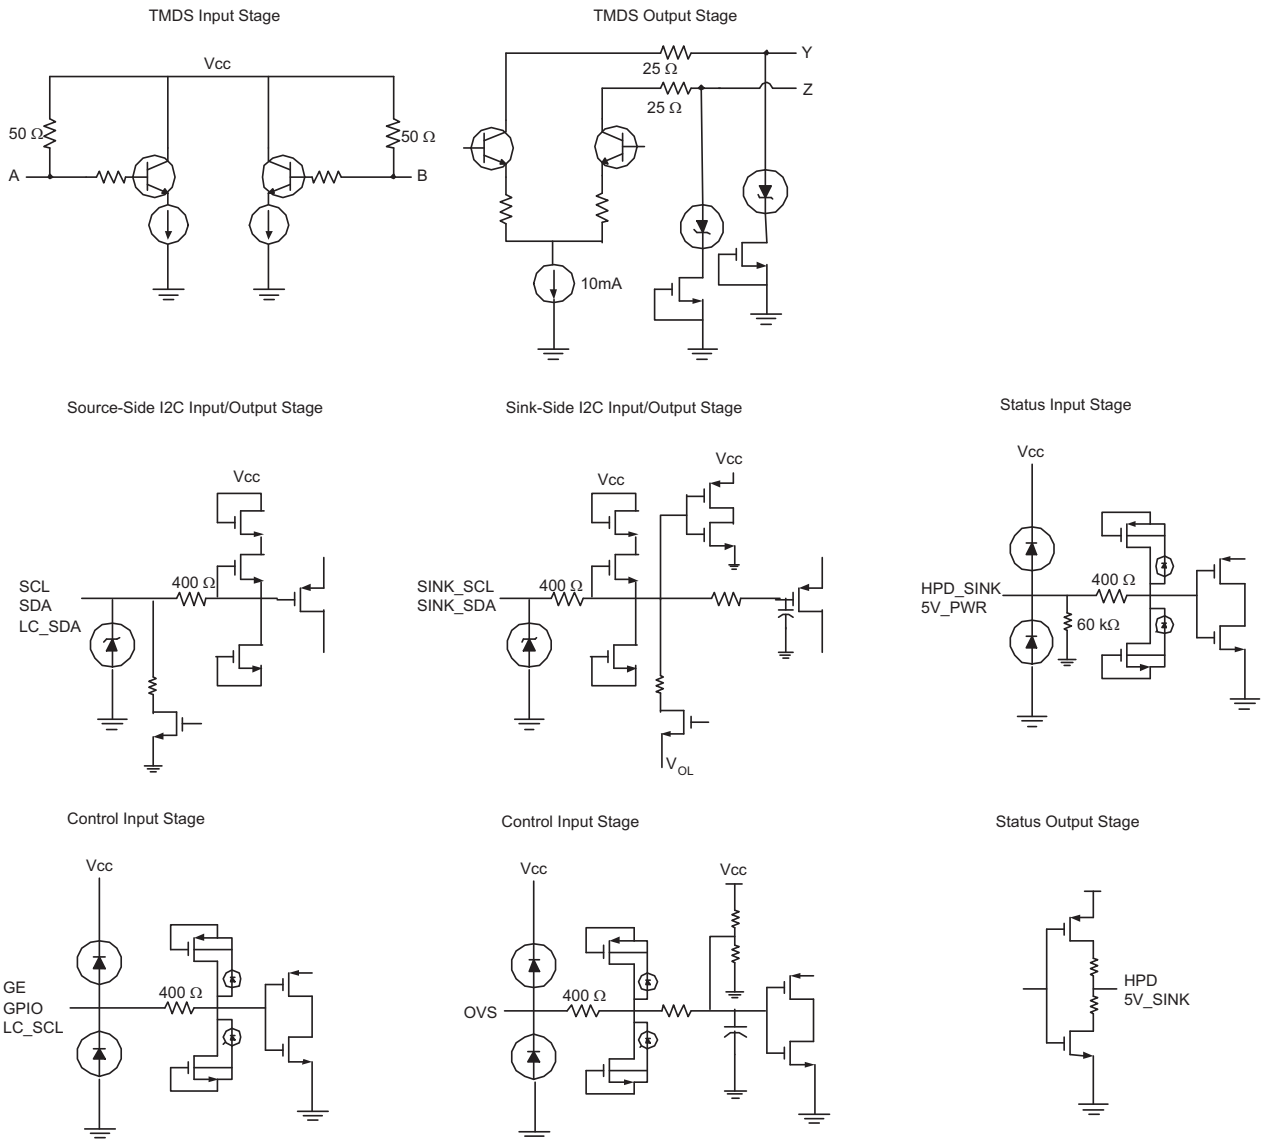 TMDS Input Stage
Vcc
50 Ω
50 Ω
A
B
TMDS Output Stage
Y
25 Ω
Z
25 Ω
10mA
Source-Side I2C Input/Output Stage
Vcc
400 Ω
SCL
SDA
LC_SDA
Sink-Side I2C Input/Output Stage
Vcc
Vcc
400 Ω
SINK_SCL
SINK_SDA
VOL
Status Input Stage
Vcc
400 Ω
HPD_SINK
5V_PWR
60 kΩ
Control Input Stage
Vcc
GE
400 Ω
GPIO
LC_SCL
Control Input Stage
Vcc
Vcc
400 Ω
OVS
Status Output Stage
HPD
5V_SINK